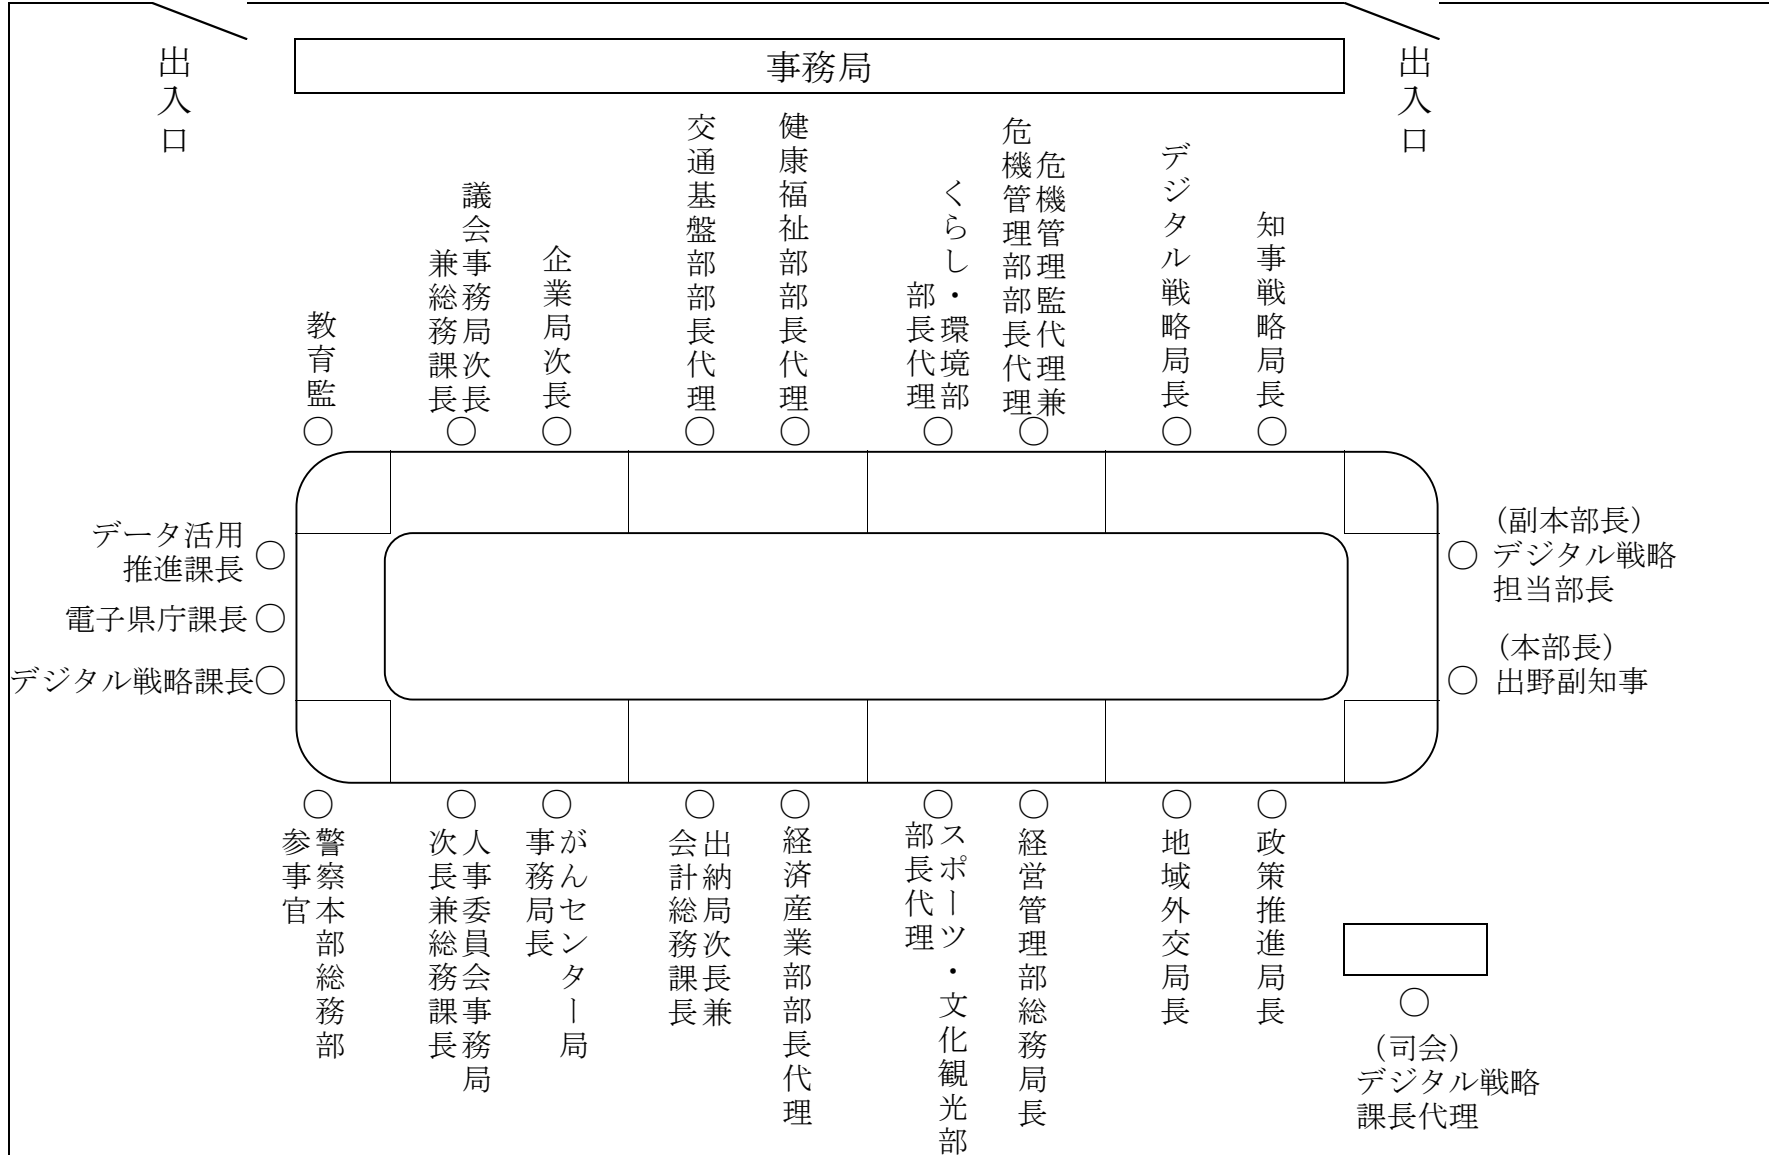 出入口
事務局
出入口
知事戦略局長
デジタル戦略局長
危機管理監代理兼
危機管理部部長代理
くらし・環境部
部長代理
健康福祉部部長代理
交通基盤部部長代理
企業局次長
議会事務局次長
兼総務課長
教育監
データ活用
推進課長
電子県庁課長
デジタル戦略課長
（副本部長）
デジタル戦略
担当部長
（本部長）
出野副知事
政策推進局長
地域外交局長
経営管理部総務局長
スポーツ・文化観光部
部長代理
経済産業部部長代理
出納局次長兼
会計総務課長
がんセンター局
事務局長
人事委員会事務局
次長兼総務課長
警察本部総務部
参事官
（司会）
デジタル戦略
課長代理